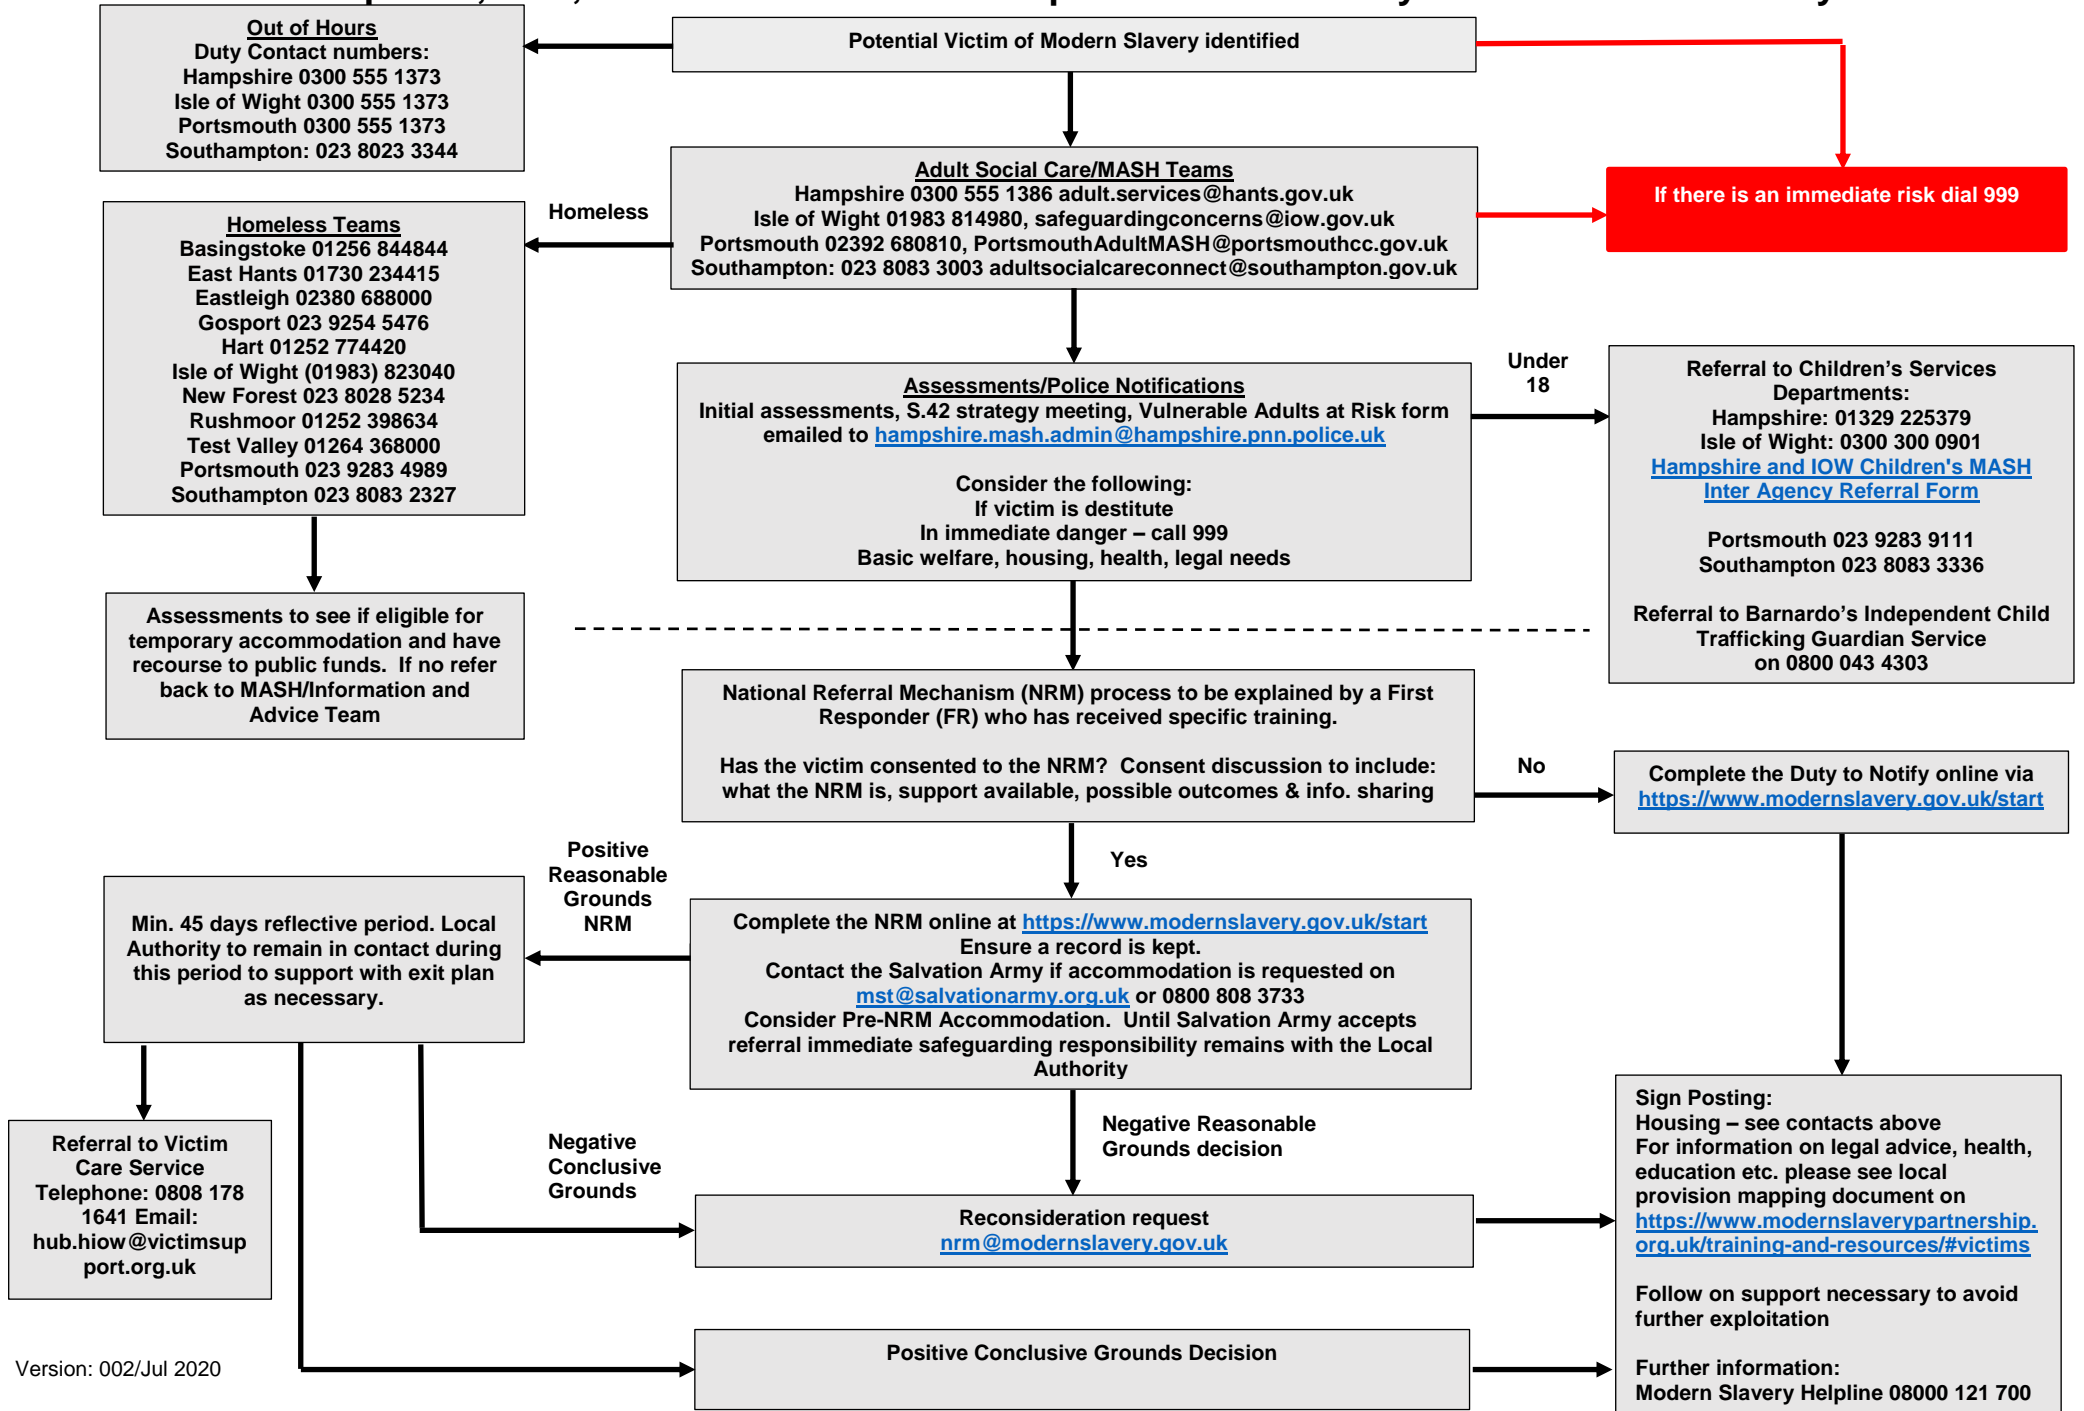 Out of Hours
Duty Contact numbers:
Hampshire 0300 555 1373
Isle of Wight 0300 555 1373
Portsmouth 0300 555 1373
Southampton: 023 8023 3344
Potential Victim of Modern Slavery identified
Adult Social Care/MASH Teams
Hampshire 0300 555 1386 adult.services@hants.gov.uk
Isle of Wight 01983 814980, safeguardingconcerns@iow.gov.uk
Portsmouth 02392 680810, PortsmouthAdultMASH@portsmouthcc.gov.uk
Southampton: 023 8083 3003 adultsocialcareconnect@southampton.gov.uk
If there is an immediate risk dial 999
Homeless
Homeless Teams
Basingstoke 01256 844844
East Hants 01730 234415
Eastleigh 02380 688000
Gosport 023 9254 5476
Hart 01252 774420
Isle of Wight (01983) 823040
New Forest 023 8028 5234
Rushmoor 01252 398634
Test Valley 01264 368000
Portsmouth 023 9283 4989
Southampton 023 8083 2327
Assessments/Police Notifications
Initial assessments, S.42 strategy meeting, Vulnerable Adults at Risk form
emailed to hampshire.mash.admin@hampshire.pnn.police.uk
Consider the following:
If victim is destitute
In immediate danger – call 999
Basic welfare, housing, health, legal needs
Under
18
Referral to Children’s Services
Departments:
Hampshire: 01329 225379
Isle of Wight: 0300 300 0901
Hampshire and IOW Children's MASH
Inter Agency Referral Form
Portsmouth 023 9283 9111
Southampton 023 8083 3336
Referral to Barnardo’s Independent Child
Trafficking Guardian Service
on 0800 043 4303
Assessments to see if eligible for
temporary accommodation and have
recourse to public funds.  If no refer
back to MASH/Information and
Advice Team
National Referral Mechanism (NRM) process to be explained by a First
Responder (FR) who has received specific training.
Has the victim consented to the NRM?  Consent discussion to include:
what the NRM is, support available, possible outcomes & info. sharing
No
Complete the Duty to Notify online via
https://www.modernslavery.gov.uk/start
Yes
Positive
Reasonable
Grounds
NRM
Min. 45 days reflective period. Local
Authority to remain in contact during
this period to support with exit plan
as necessary.
Complete the NRM online at https://www.modernslavery.gov.uk/start
Ensure a record is kept.
Contact the Salvation Army if accommodation is requested on
mst@salvationarmy.org.uk or 0800 808 3733
Consider Pre-NRM Accommodation.  Until Salvation Army accepts
referral immediate safeguarding responsibility remains with the Local
Authority
Referral to Victim
Care Service
Telephone: 0808 178
1641 Email:
hub.hiow@victimsup
port.org.uk
Negative
Conclusive
Grounds
Negative Reasonable
Grounds decision
Reconsideration request
nrm@modernslavery.gov.uk
Sign Posting:
Housing – see contacts above
For information on legal advice, health,
education etc. please see local
provision mapping document on
https://www.modernslaverypartnership.
org.uk/training-and-resources/#victims
Follow on support necessary to avoid
further exploitation
Further information:
Modern Slavery Helpline 08000 121 700
Positive Conclusive Grounds Decision
Version: 002/Jul 2020